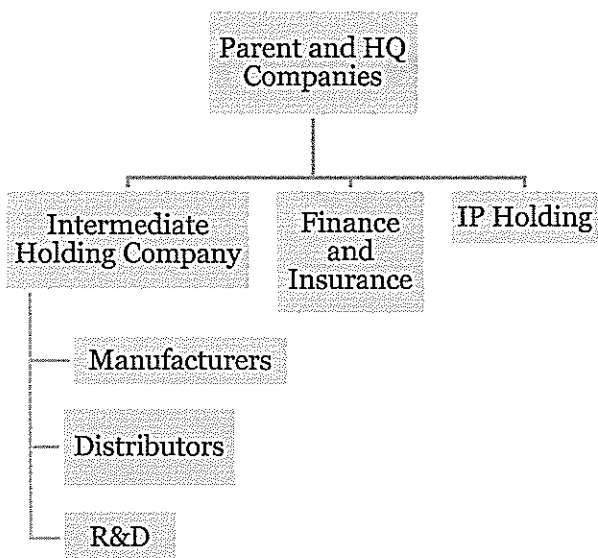 Parent and HQ
Companies
Intermediate
Holding Company
Finance
and
Insurance
IP Holding
Manufacturers
Distributors
R&D